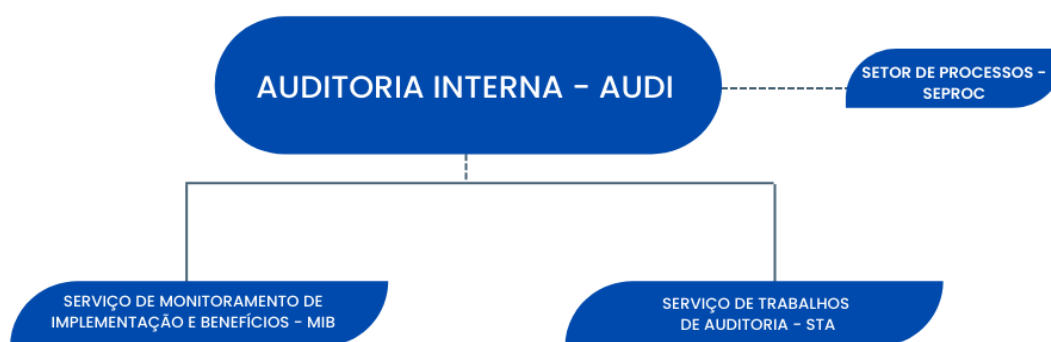 AUDITORIA INTERNA - AUDI
SETOR DE PROCESSOS -
SEPROC
SERVIÇO DE MONITORAMENTO DE
IMPLEMENTAÇÃO E BENEFÍCIOS - MIB
SERVIÇO DE TRABALHOS
DE AUDITORIA - STA